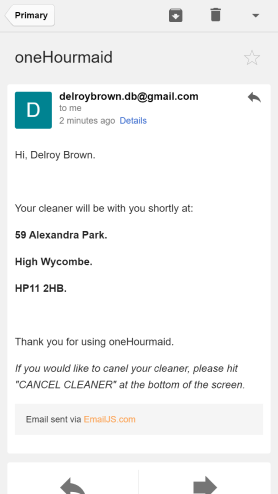 Primary
oneHourmaid
D
delroybrown.db@gmail.com
to me
2 minutes ago Details
Hi, Delroy Brown.
Your cleaner will be with you shortly at:
59 Alexandra Park.
High Wycombe.
HP11 2HB.
Thank you for using oneHourmaid.
If you would like to canel your cleaner, please hit
"CANCEL CLEANER" at the bottom of the screen.
Email sent via EmailJS.com